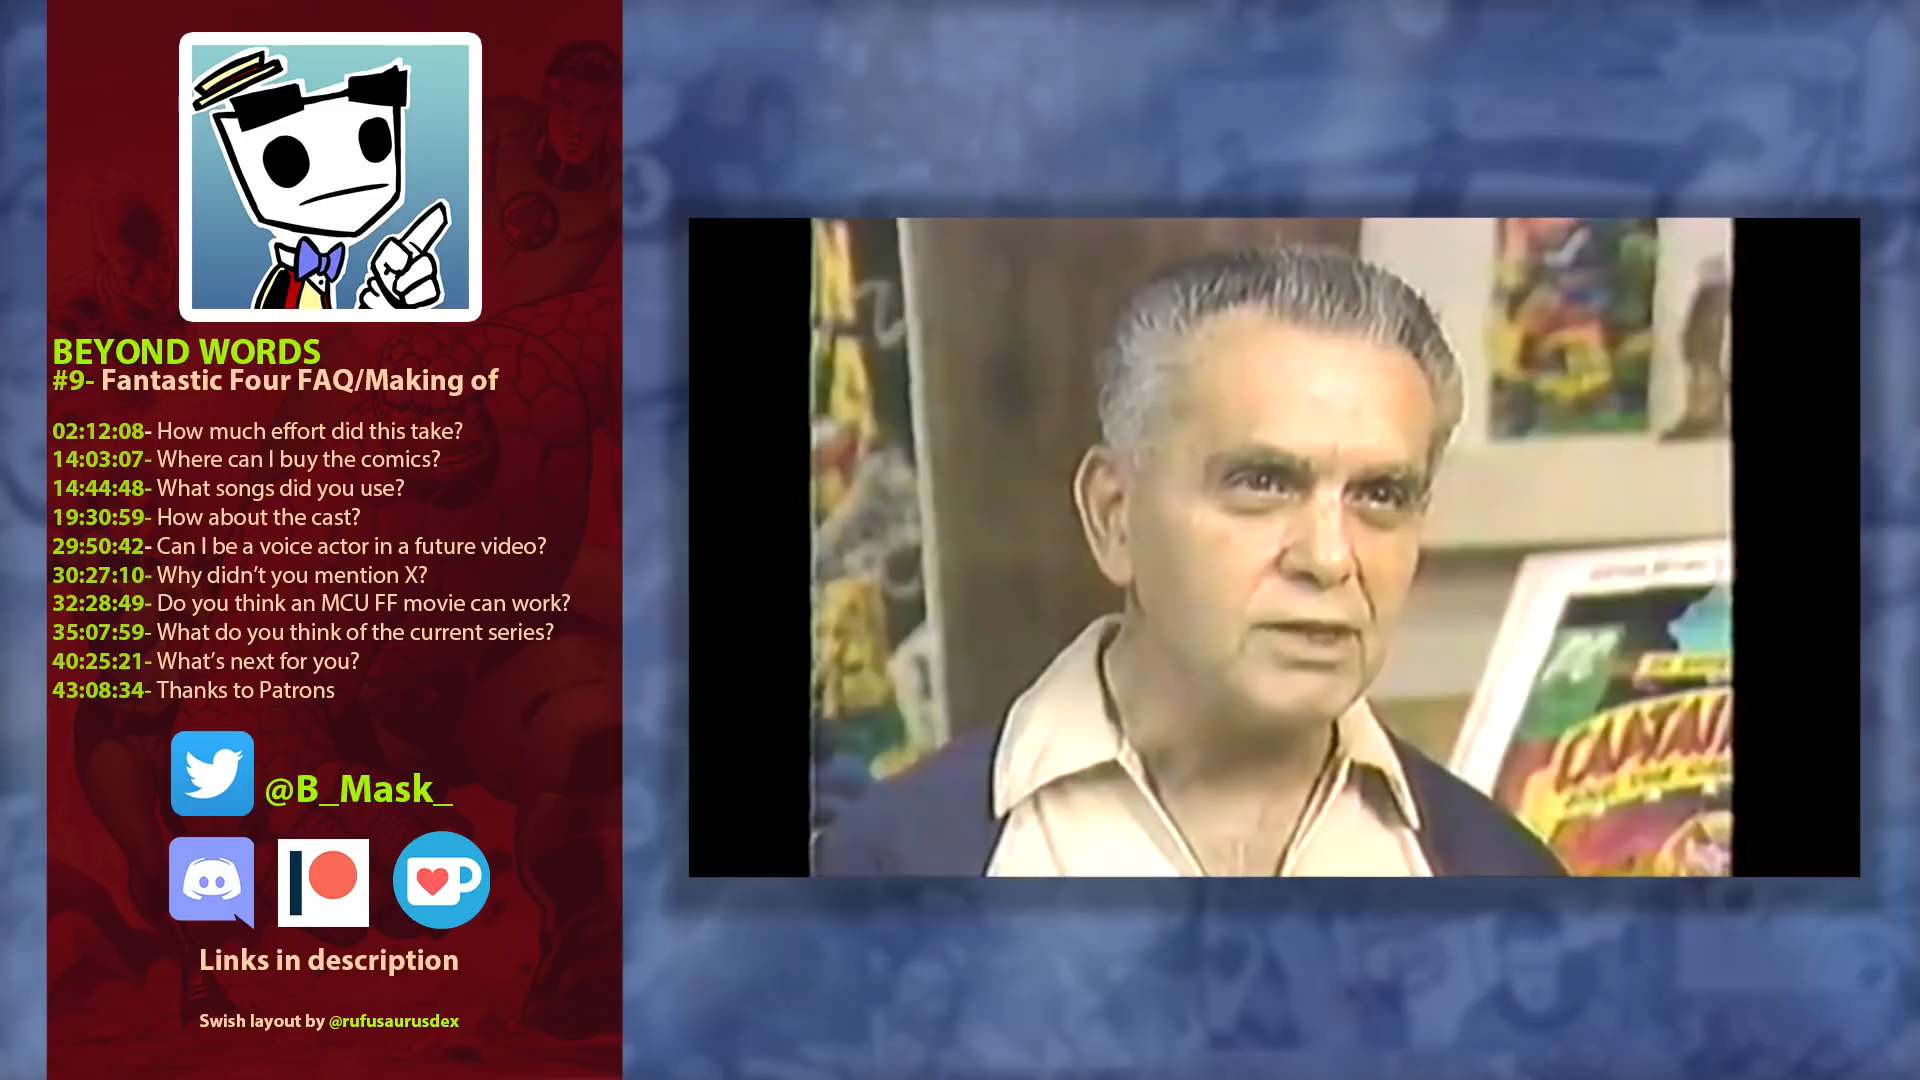 BEYOND WORDS
#9- Fantastic Four FAQ/Making of
02:12:08- How much effort did this take?
14:03:07- Where can I buy the comics?
14:44:48- What songs did you use?
19:30:59- How about the cast?
29:50:42- Can I be a voice actor in a future video?
30:27:10- Why didn't you mention X?
32:28:49- Do you think an MCU FF movie can work?
35:07:59- What do you think of the current series?
40:25:21- What's next for you?
43:08:34- Thanks to Patrons
@B_Mask_
Links in description
Swish layout by @rufusaurusdex